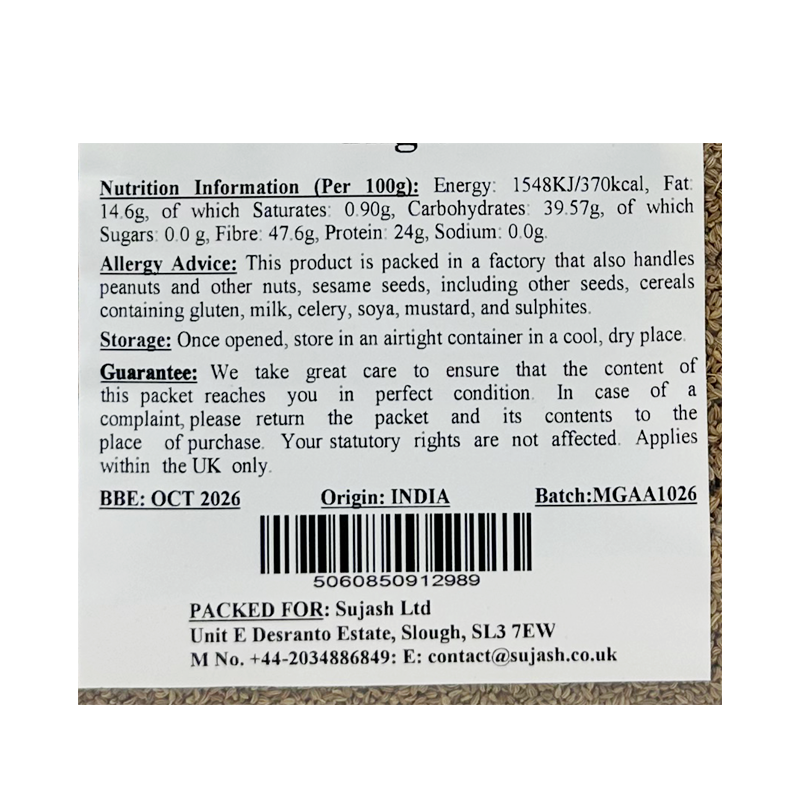 Nutrition Information (Per 100g): Energy: 1548KJ/370kcal, Fat:
14.6g, of which Saturates: 0.90g, Carbohydrates: 39.57g, of which
Sugars: 0.0 g, Fibre: 47.6g, Protein: 24g, Sodium: 0.0g.
Allergy Advice: This product is packed in a factory that also handles
peanuts and other nuts, sesame seeds, including other seeds, cereals
containing gluten, milk, celery, soya, mustard, and sulphites.
Storage: Once opened, store in an airtight container in a cool, dry place.
Guarantee: We take great care to ensure that the content of
this packet reaches you in perfect condition. In case of a
complaint, please return the packet and its contents to the
place of purchase. Your statutory rights are not affected. Applies
within the UK only.
BBE: OCT 2026 Origin: INDIA Batch:MGAA1026
5060850912989
PACKED FOR: Sujash Ltd
Unit E Desranto Estate, Slough, SL3 7EW
M No. +44-2034886849: E: contact@sujash.co.uk